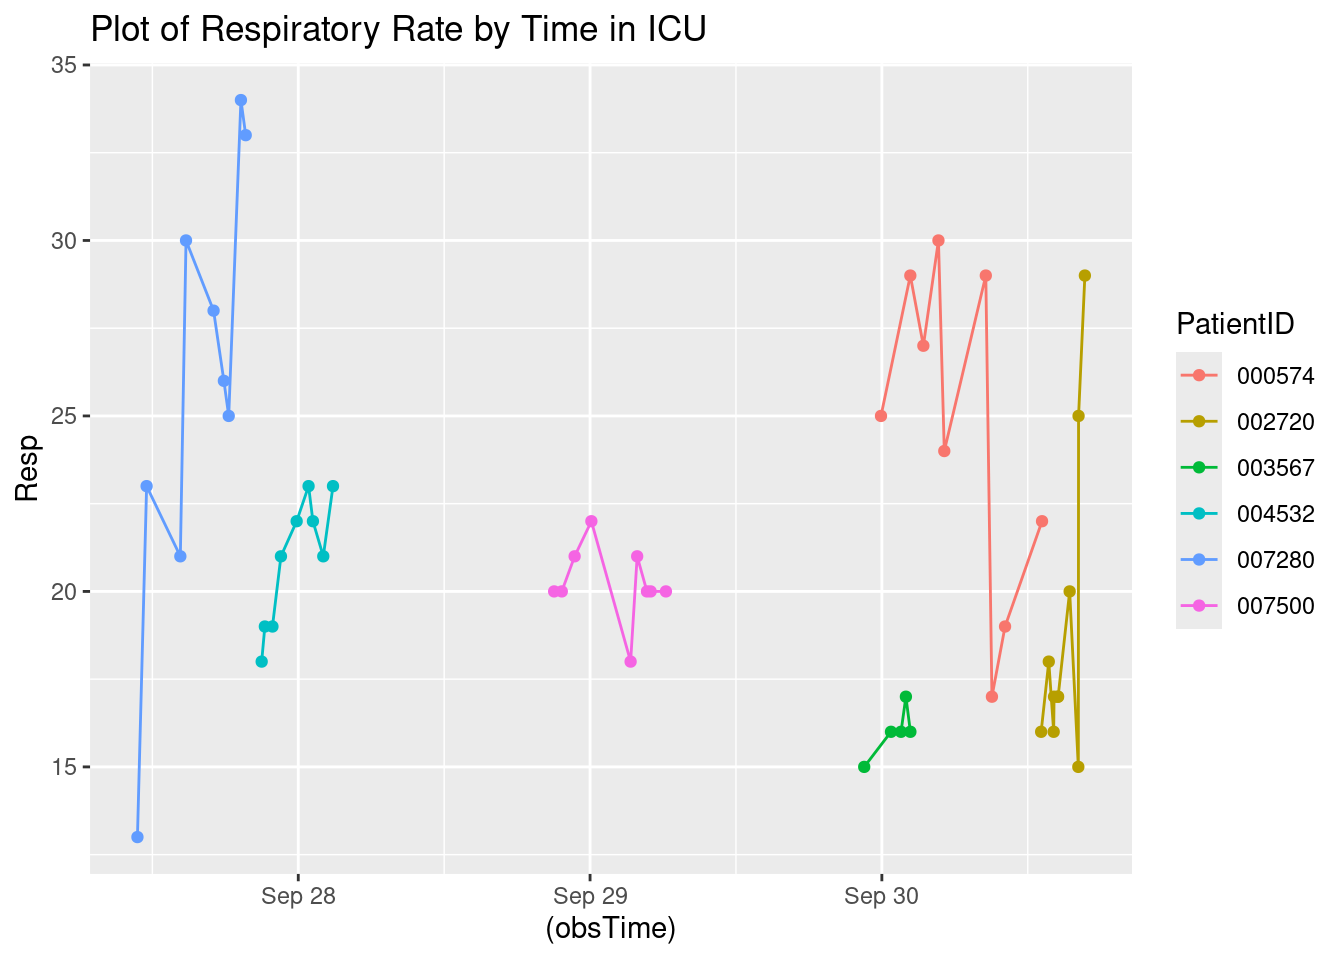 Plot of Respiratory Rate by Time in ICU
35
30
25
20
15
Resp
Sep 28
Sep 29
Sep 30
(obsTime)
PatientID
000574
002720
003567
004532
007280
007500